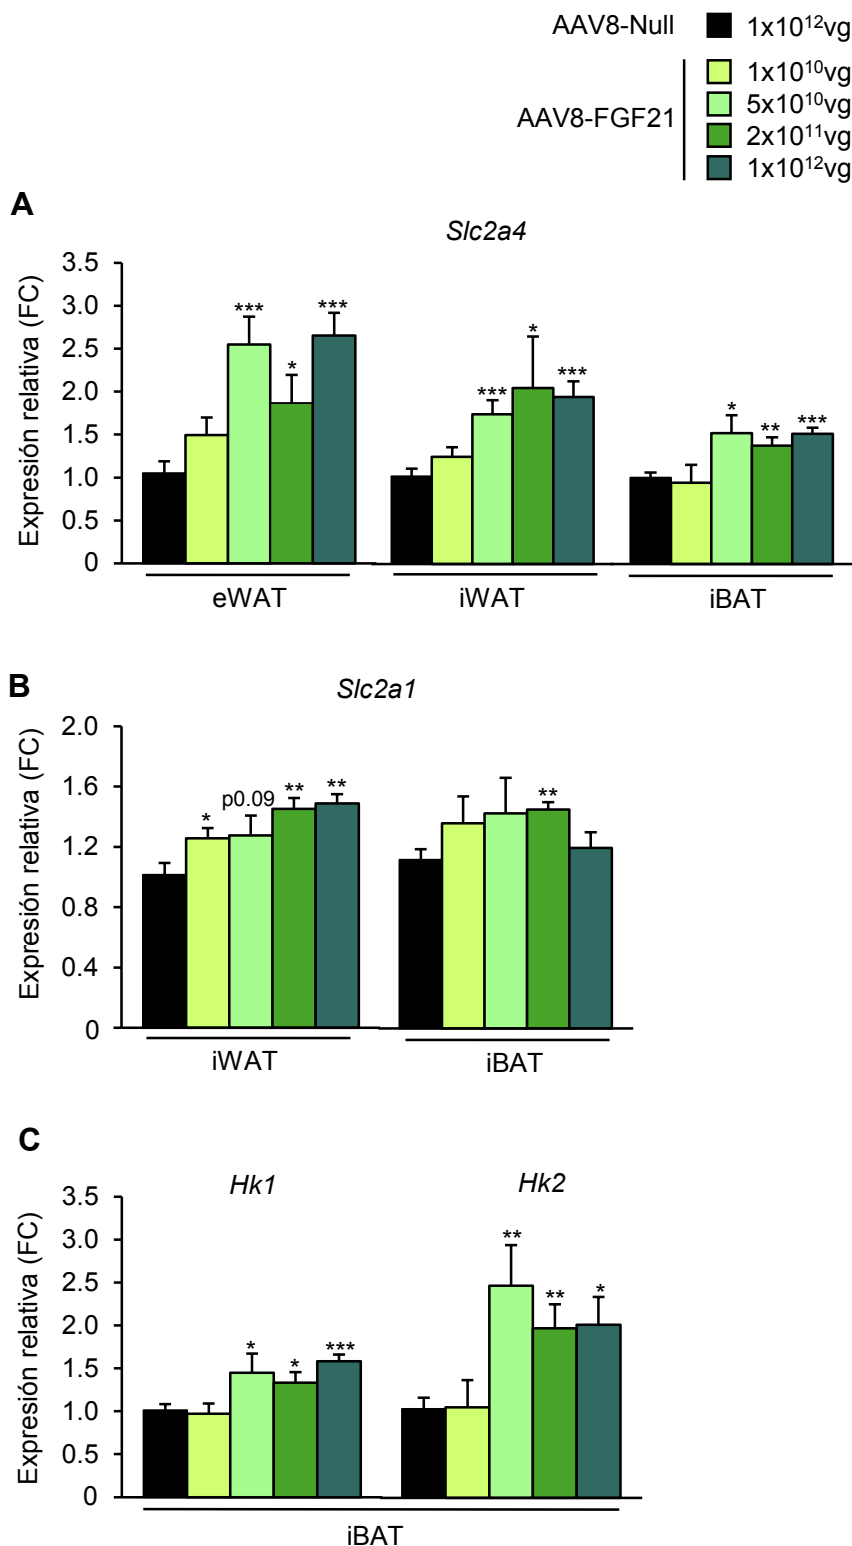 AAV8-Null 1x10¹²vg
1x10¹⁰vg
5x10¹⁰vg
AAV8-FGF21
2x10¹¹vg
1x10¹²vg
A
Slc2a4
Expresión relativa (FC)
3.5
3.0
2.5
2.0
1.5
1.0
0.5
0
*** * ***
*** * ***
* ** ***
eWAT iWAT iBAT
B
Slc2a1
Expresión relativa (FC)
2.0
1.6
1.2
0.8
0.4
0
* p0.09 ** **
**
iWAT iBAT
C
Hk1 Hk2
Expresión relativa (FC)
3.5
3.0
2.5
2.0
1.5
1.0
0.5
0
* * ***
** ** *
iBAT